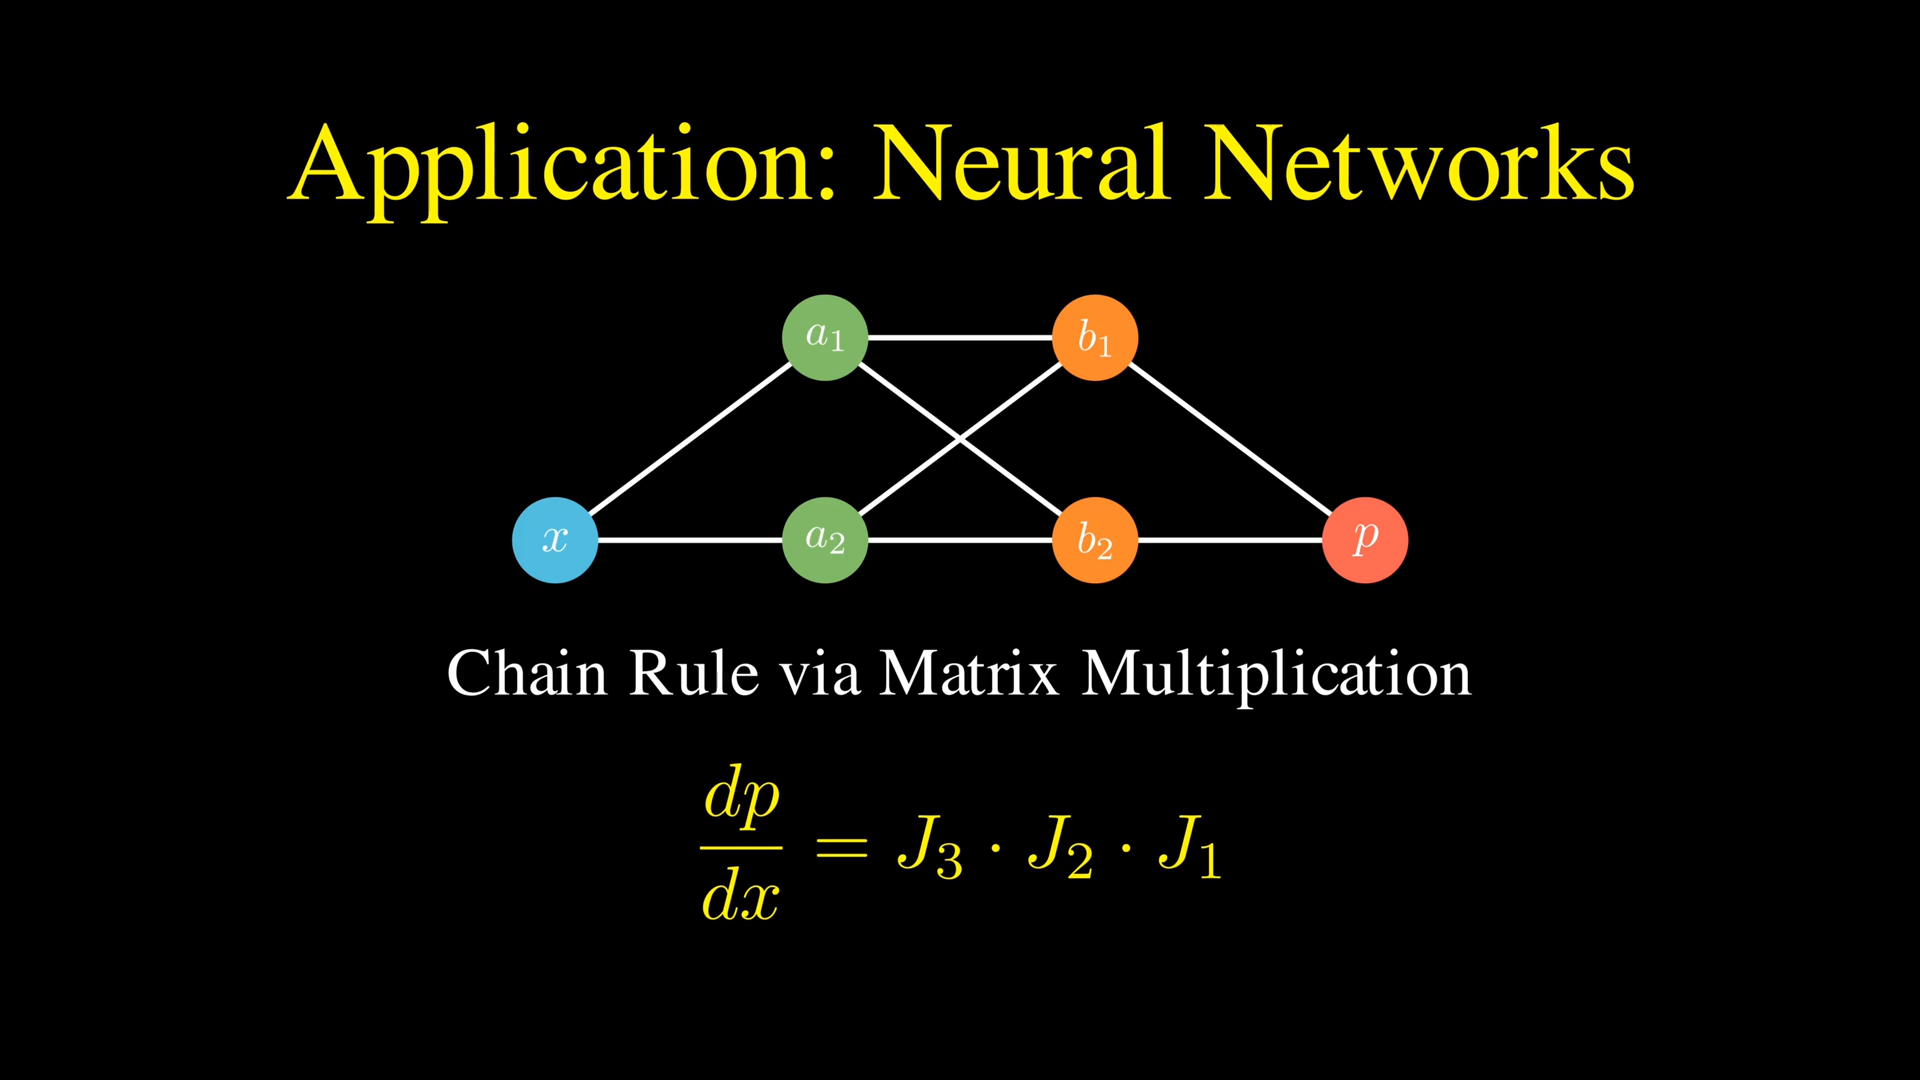 Application: Neural Networks
a₁ b₁
x a₂ b₂ p
Chain Rule via Matrix Multiplication
dp/dx = J₃ · J₂ · J₁